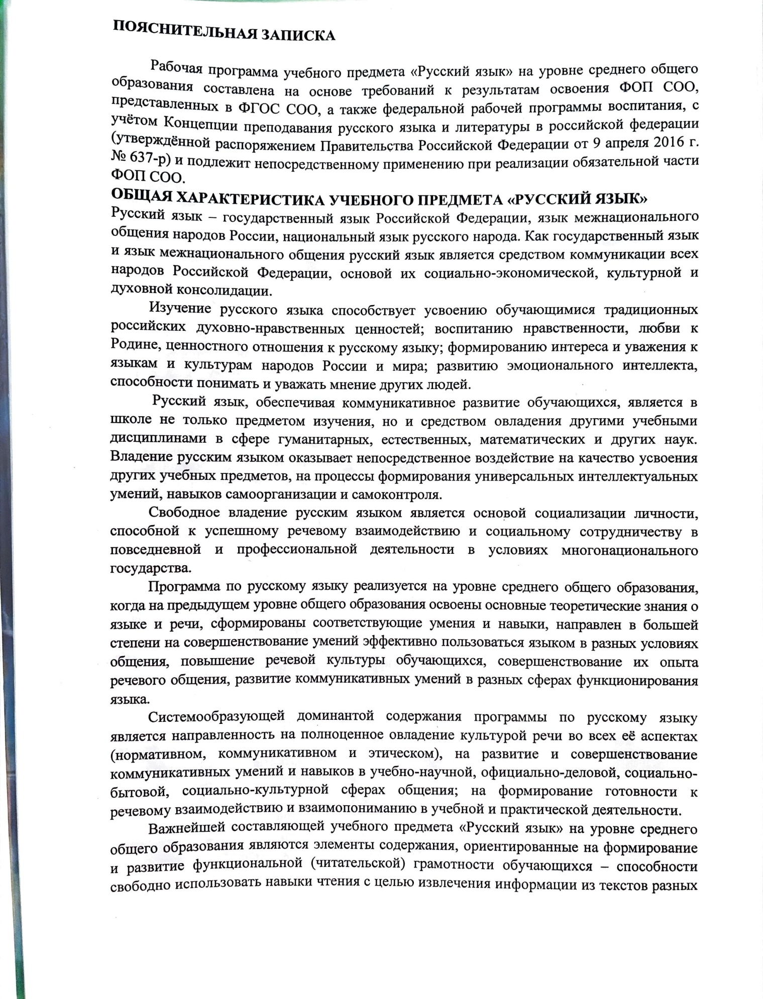 ПОЯСНИТЕЛЬНАЯ ЗАПИСКА
Рабочая программа учебного предмета «Русский язык» на уровне среднего общего
образования составлена на основе требований к результатам освоения ФОП СОО,
представленных в ФГОС СОО, а также федеральной рабочей программы воспитания, с
учётом Концепции преподавания русского языка и литературы в российской федерации
(утверждённой распоряжением Правительства Российской Федерации от 9 апреля 2016 г.
№ 637-р) и подлежит непосредственному применению при реализации обязательной части
ФОП СОО.
ОБЩАЯ ХАРАКТЕРИСТИКА УЧЕБНОГО ПРЕДМЕТА «РУССКИЙ ЯЗЫК»
Русский язык – государственный язык Российской Федерации, язык межнационального
общения народов России, национальный язык русского народа. Как государственный язык
и язык межнационального общения русский язык является средством коммуникации всех
народов Российской Федерации, основой их социально-экономической, культурной и
духовной консолидации.
Изучение русского языка способствует усвоению обучающимися традиционных
российских духовно-нравственных ценностей; воспитанию нравственности, любви к
Родине, ценностного отношения к русскому языку; формированию интереса и уважения к
языкам и культурам народов России и мира; развитию эмоционального интеллекта,
способности понимать и уважать мнение других людей.
Русский язык, обеспечивая коммуникативное развитие обучающихся, является в
школе не только предметом изучения, но и средством овладения другими учебными
дисциплинами в сфере гуманитарных, естественных, математических и других наук.
Владение русским языком оказывает непосредственное воздействие на качество усвоения
других учебных предметов, на процессы формирования универсальных интеллектуальных
умений, навыков самоорганизации и самоконтроля.
Свободное владение русским языком является основой социализации личности,
способной к успешному речевому взаимодействию и социальному сотрудничеству в
повседневной и профессиональной деятельности в условиях многонационального
государства.
Программа по русскому языку реализуется на уровне среднего общего образования,
когда на предыдущем уровне общего образования освоены основные теоретические знания о
языке и речи, сформированы соответствующие умения и навыки, направлен в большей
степени на совершенствование умений эффективно пользоваться языком в разных условиях
общения, повышение речевой культуры обучающихся, совершенствование их опыта
речевого общения, развитие коммуникативных умений в разных сферах функционирования
языка.
Системообразующей доминантой содержания программы по русскому языку
является направленность на полноценное овладение культурой речи во всех её аспектах
(нормативном, коммуникативном и этическом), на развитие и совершенствование
коммуникативных умений и навыков в учебно-научной, официально-деловой, социально-
бытовой, социально-культурной сферах общения; на формирование готовности к
речевому взаимодействию и взаимопониманию в учебной и практической деятельности.
Важнейшей составляющей учебного предмета «Русский язык» на уровне среднего
общего образования являются элементы содержания, ориентированные на формирование
и развитие функциональной (читательской) грамотности обучающихся – способности
свободно использовать навыки чтения с целью извлечения информации из текстов разных